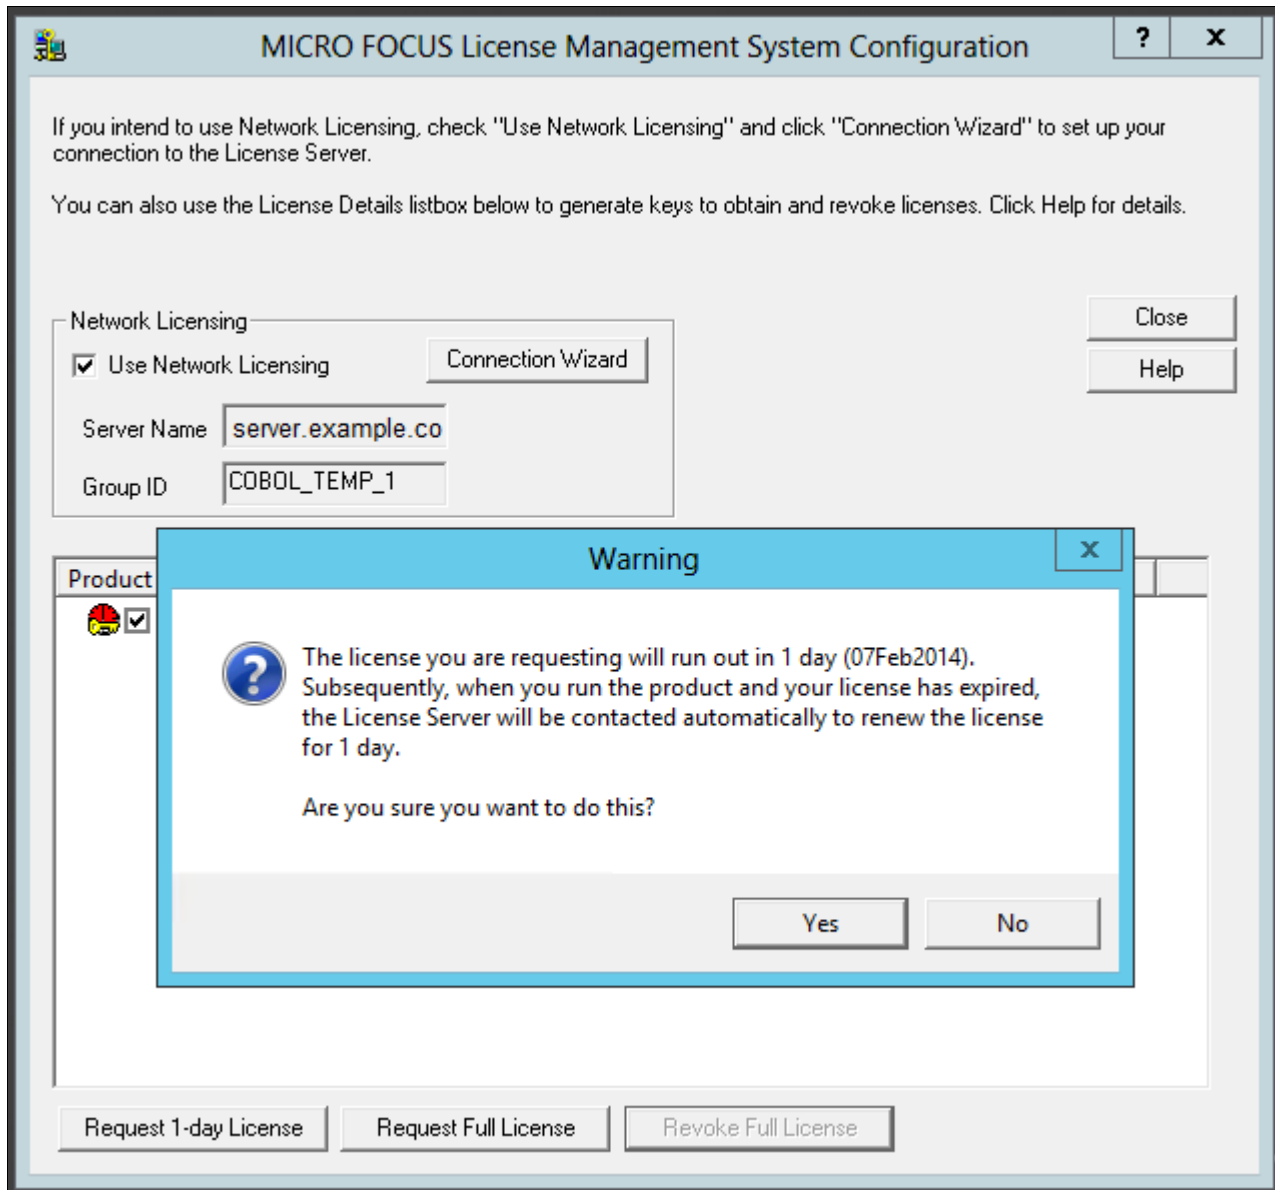 MICRO FOCUS License Management System Configuration
?
x
If you intend to use Network Licensing, check "Use Network Licensing" and click "Connection Wizard" to set up your
connection to the License Server.
You can also use the License Details listbox below to generate keys to obtain and revoke licenses. Click Help for details.
Network Licensing
Close
Use Network Licensing
Connection Wizard
Help
Server Name
server.example.co
Group ID
COBOL_TEMP_1
Product
Warning
x
The license you are requesting will run out in 1 day (07Feb2014).
Subsequently, when you run the product and your license has expired,
the License Server will be contacted automatically to renew the license
for 1 day.
Are you sure you want to do this?
Yes
No
Request 1-day License
Request Full License
Revoke Full License